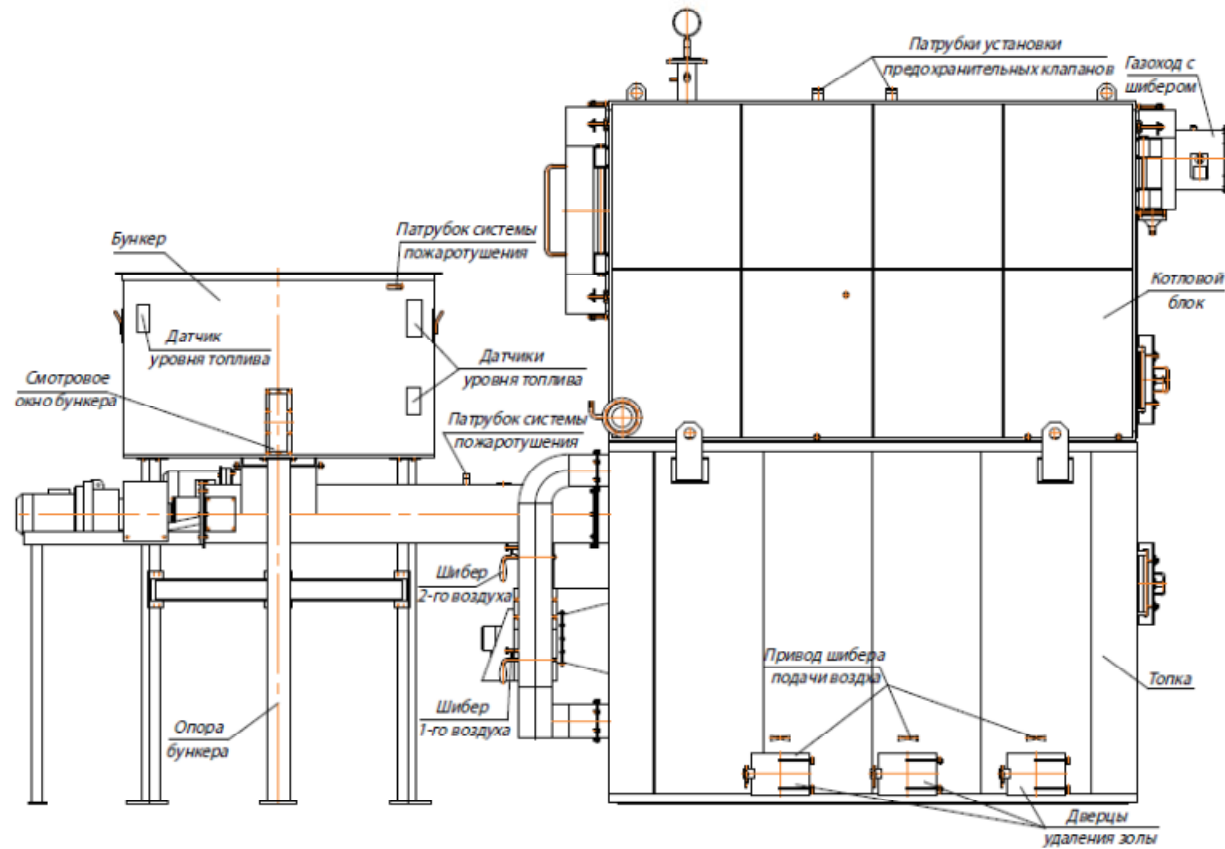 Патрубки установки
предохранительных клапанов
Газоход с
шибером
Бункер
Патрубок системы
пожаротушения
Котловой
блок
Датчик
уровня топлива
Датчики
уровня топлива
Смотровое
окно бункера
Патрубок системы
пожаротушения
Шибер
2-го воздуха
Привод шибера
подачи воздха
Топка
Шибер
1-го воздуха
Опора
бункера
Дверцы
удаления золы